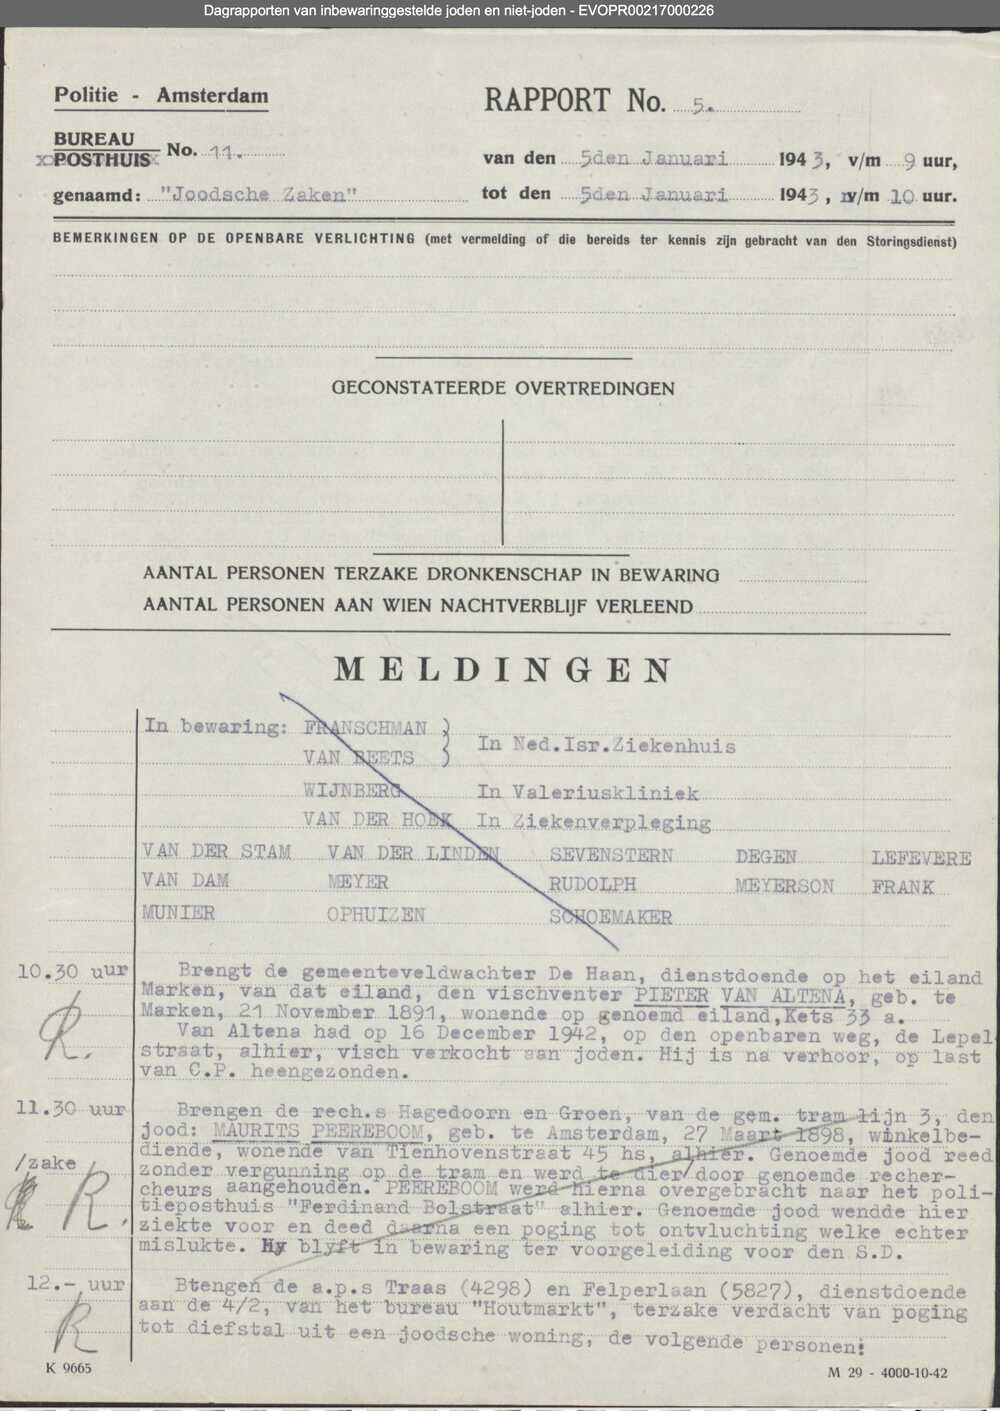 Dagrapporten van inbewaringgestelde joden en niet-joden - EVOPR00217000226
Politie - Amsterdam
RAPPORT No. 5.
BUREAU
POSTHUIS No. 11.
van den 5den Januari 1943, v/m 9 uur,
genaamd: "Joodsche Zaken"
tot den 5den Januari 1943, n/m 10 uur.
BEMERKINGEN OP DE OPENBARE VERLICHTING (met vermelding of die bereids ter kennis zijn gebracht van den Storingsdienst)
GECONSTATEERDE OVERTREDINGEN
AANTAL PERSONEN TERZAKE DRONKENSCHAP IN BEWARING
AANTAL PERSONEN AAN WIEN NACHTVERBLIJF VERLEEND
MELDINGEN
In bewaring: FRANSCHMAN )
VAN BEETS ) In Ned.Isr.Ziekenhuis
WIJNBERG In Valeriuskliniek
VAN DER HOEK In Ziekenverpleging
VAN DER STAM VAN DER LINDEN SEVENSTERN DEGEN LEFEVERE
VAN DAM MEYER RUDOLPH MEYERSON FRANK
MUNIER OPHUIZEN SCHOEMAKER
10.30 uur Brengt de gemeenteveldwachter De Haan, dienstdoende op het eiland
Marken, van dat eiland, den vischventer PIETER VAN ALTENA, geb. te
Marken, 21 November 1891, wonende op genoemd eiland, Kets 33 a.
Van Altena had op 16 December 1942, op den openbaren weg, de Lepel-
straat, alhier, visch verkocht aan joden. Hij is na verhoor, op last
van C.P. heengezonden.
R.
11.30 uur Brengen de rech.s Hagedoorn en Groen, van de gem. tram lijn 3, den
jood: MAURITS PEEREBOOM, geb. te Amsterdam, 27 Maart 1898, winkelbe-
diende, wonende van Tienhovenstraat 45 hs, alhier. Genoemde jood reed
/zake zonder vergunning op de tram en werd te dier/door genoemde recher-
cheurs aangehouden. PEEREBOOM werd hierna overgebracht naar het poli-
tieposthuis "Ferdinand Bolstraat" alhier. Genoemde jood wendde hier
ziekte voor en deed daarna een poging tot ontvluchting welke echter
mislukte. Hy blyft in bewaring ter voorgeleiding voor den S.D.
R.
12.- uur Btengen de a.p.s Traas (4298) en Felperlaan (5827), dienstdoende
aan de 4/2, van het bureau "Houtmarkt", terzake verdacht van poging
tot diefstal uit een joodsche woning, de volgende personen:
R
K 9665
M 29 - 4000-10-42